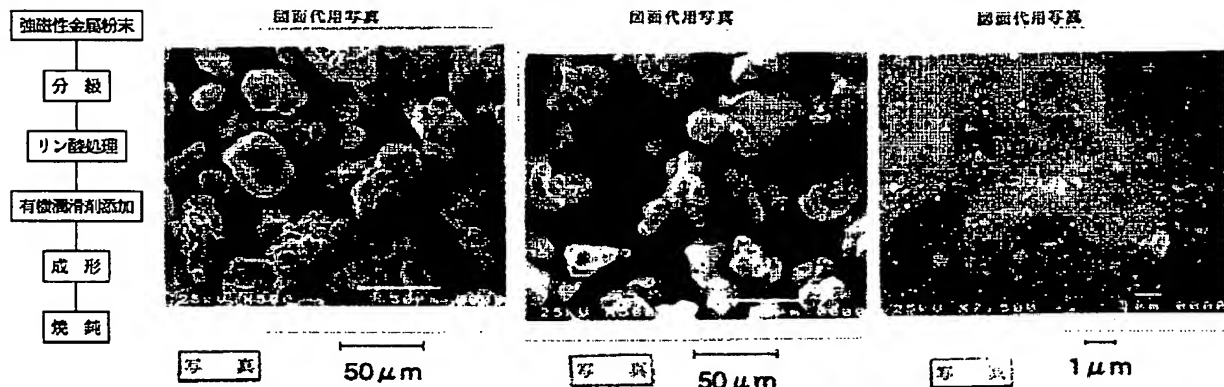 強磁性金属粉末
分級
リン酸処理
有機潤滑剤添加
成形
焼鈍
図面代用写真
写真
50μm
図面代用写真
写真
50μm
図面代用写真
写真
1μm